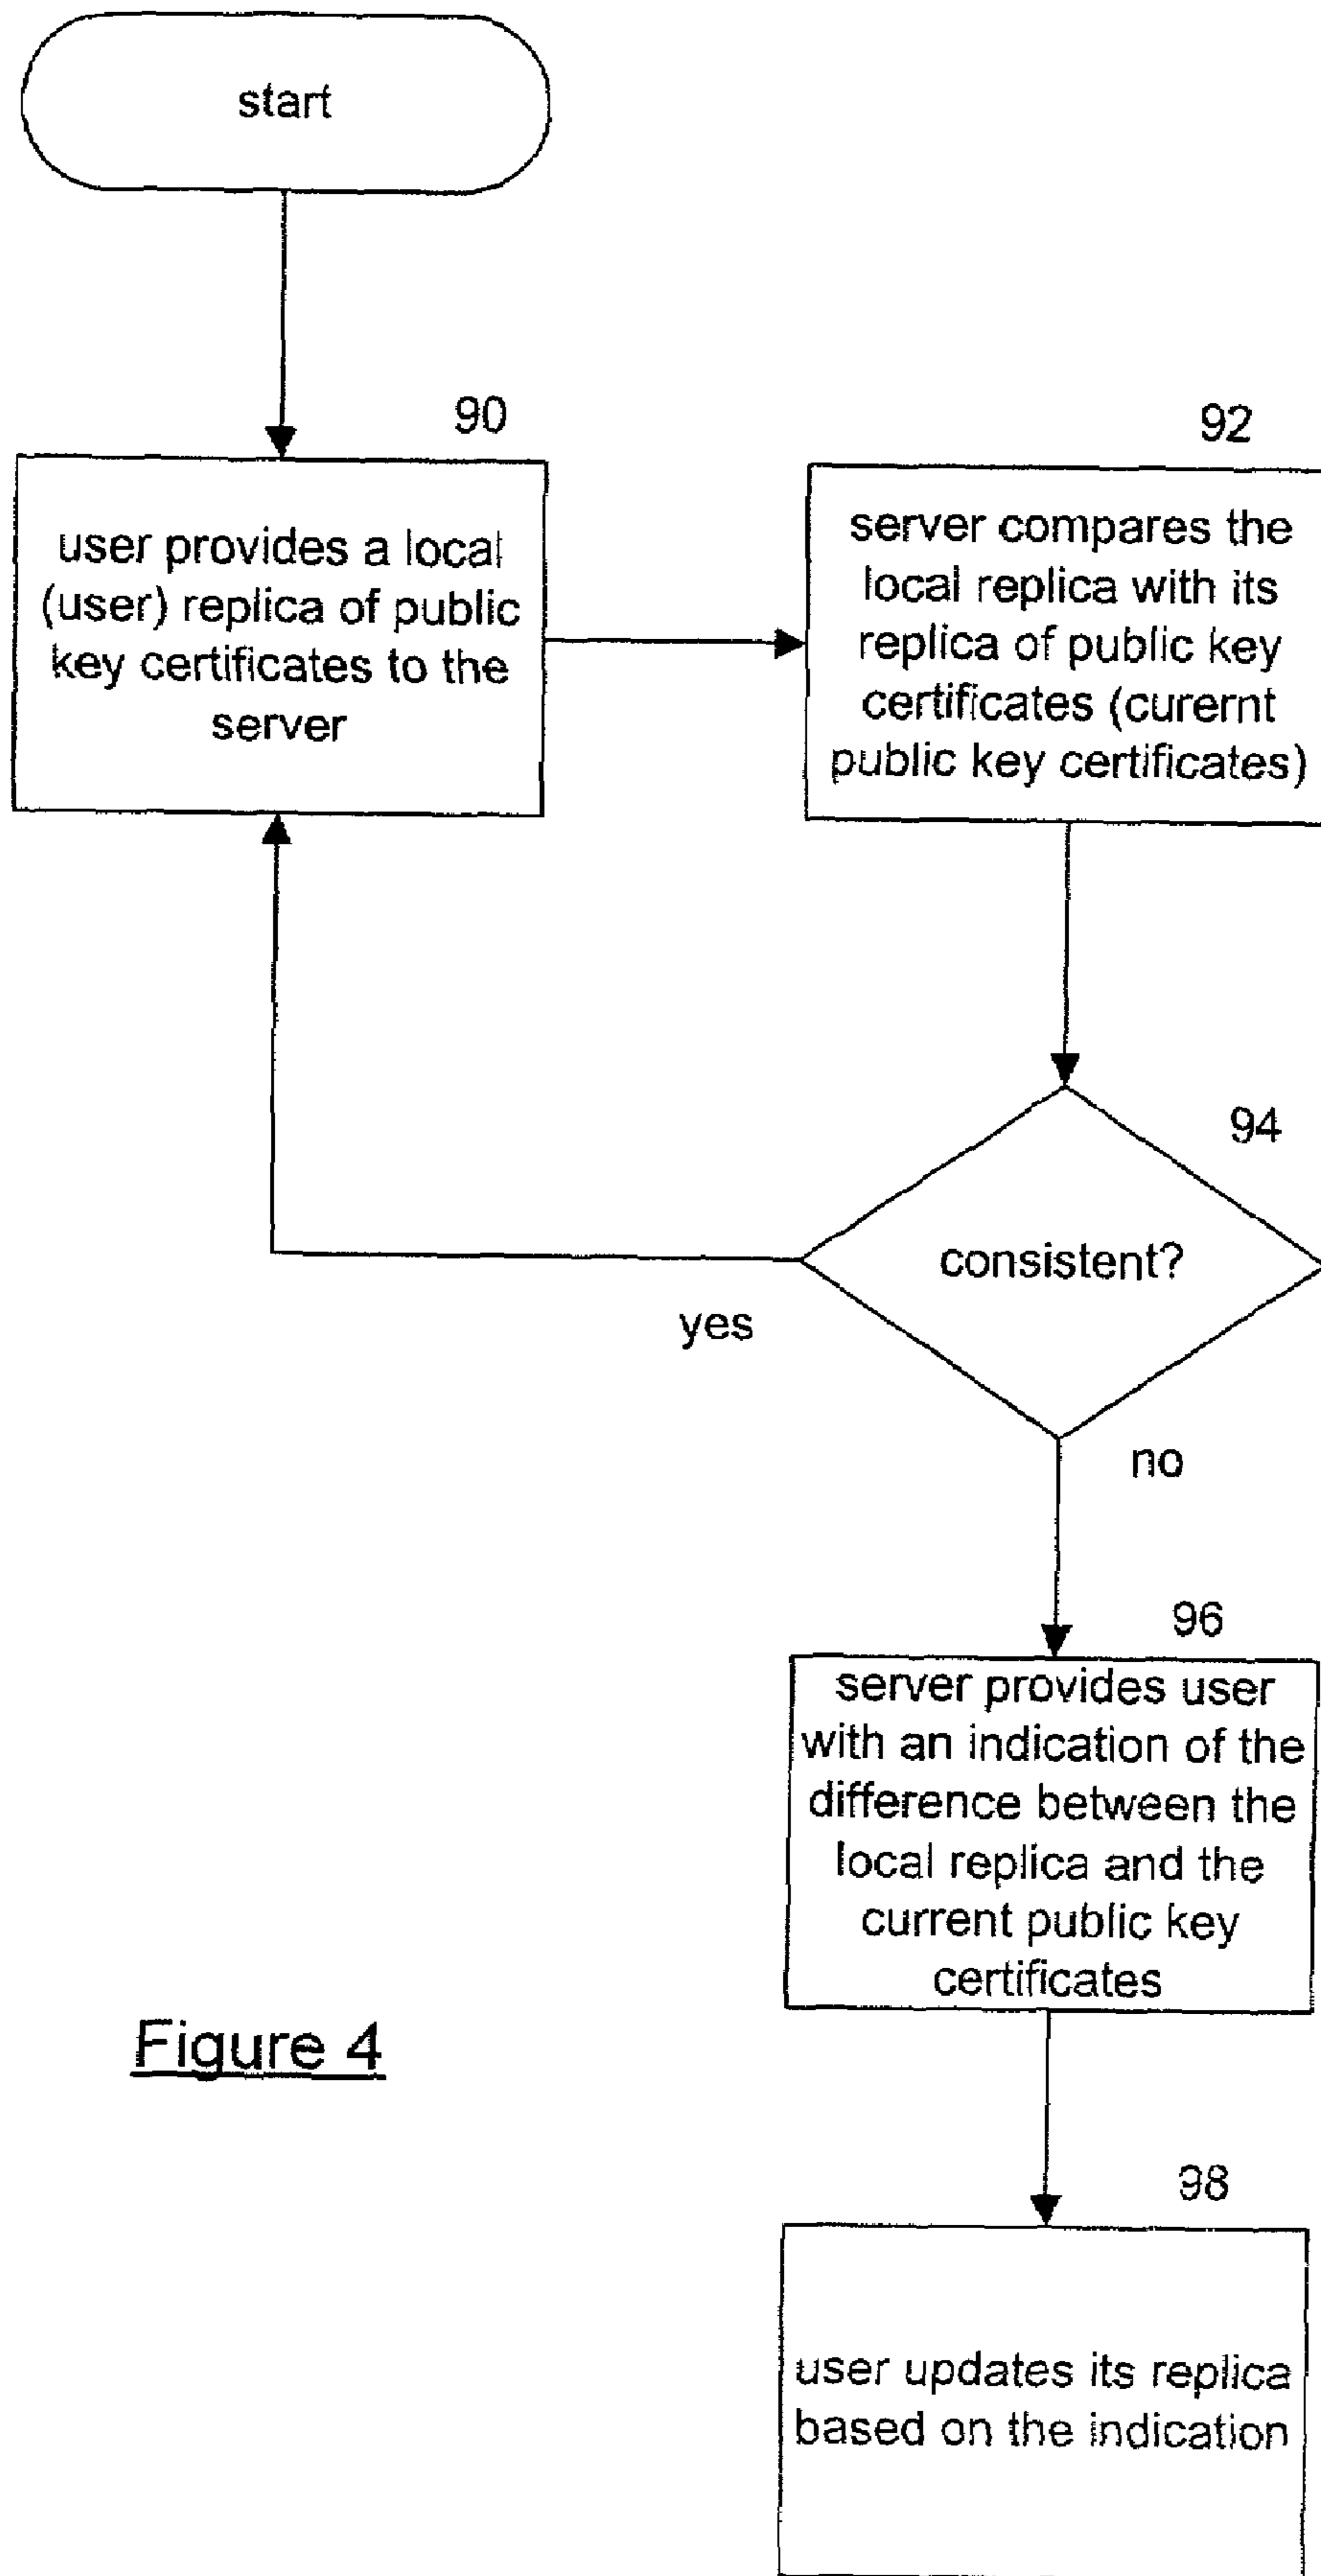 start
90
user provides a local
(user) replica of public
key certificates to the
server
92
server compares the
local replica with its
replica of public key
certificates (curernt
public key certificates)
94
consistent?
yes
no
96
server provides user
with an indication of the
difference between the
local replica and the
current public key
certificates
98
user updates its replica
based on the indication
Figure 4